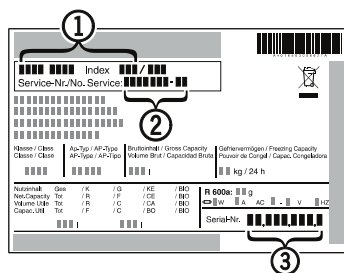 1
Index /
Service-Nr./No. Service: -
2
Klasse / Class Ap-Typ / AP-Type Bruttoinhalt / Gross Capacity Gefriervermögen / Freezing Capacity
Classe / Clase AP-Type / AP-Tipo Volume Brut / Capacidad Bruta Pouvoir de Congel / Capac. Congeladora
l kg / 24 h
Nutzinhalt Ges / K / G / KE / BIO
Net.Capacity Tot / R / F / CE / BIO
Volume Utile Tot / R / C / CA / BIO
Capac. Util Tot / F / C / BO / BIO
l l
R 600a: g
W A AC - V HZ
Serial-Nr. . . .
3